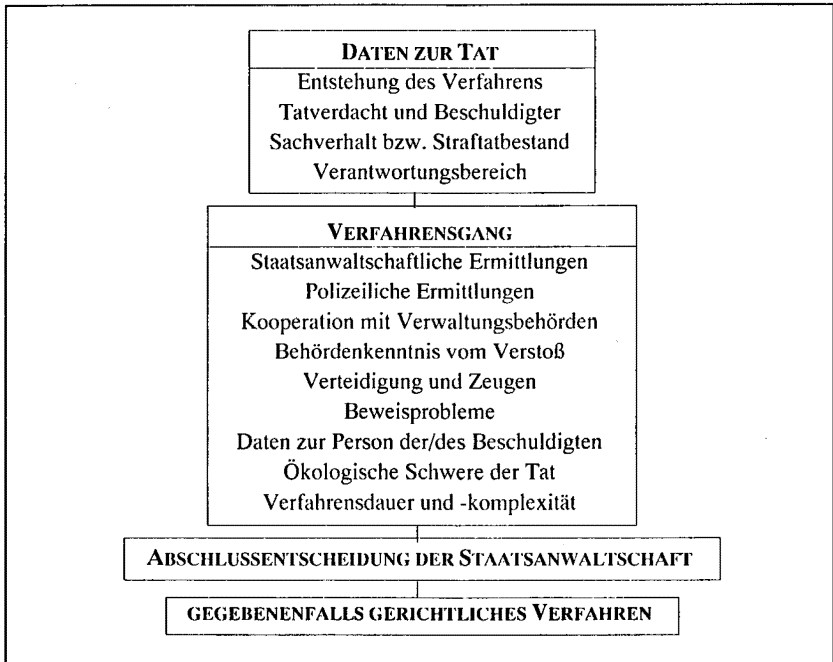 DATEN ZUR TAT
Entstehung des Verfahrens
Tatverdacht und Beschuldigter
Sachverhalt bzw. Straftatbestand
Verantwortungsbereich
VERFAHRENSGANG
Staatsanwaltschaftliche Ermittlungen
Polizeiliche Ermittlungen
Kooperation mit Verwaltungsbehörden
Behördenkenntnis vom Verstoß
Verteidigung und Zeugen
Beweisprobleme
Daten zur Person der/des Beschuldigten
Ökologische Schwere der Tat
Verfahrensdauer und -komplexität
ABSCHLUSSENTSCHEIDUNG DER STAATSANWALTSCHAFT
GEGEBENENFALLS GERICHTLICHES VERFAHREN